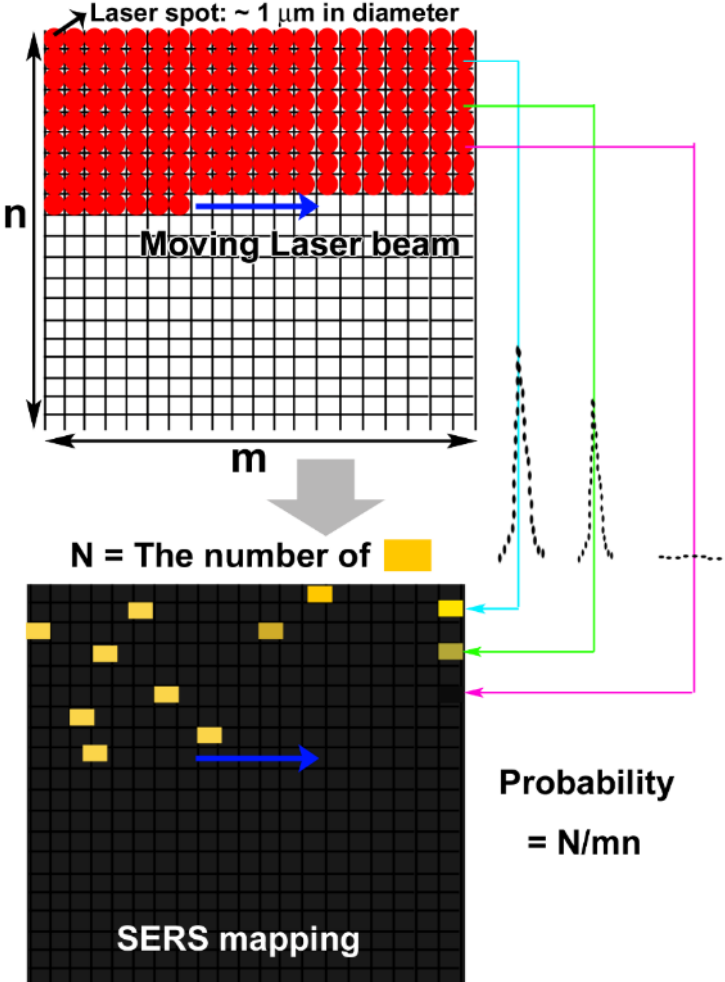 Laser spot: ~ 1 μm in diameter
n
Moving Laser beam
m
N = The number of
Probability
= N/mn
SERS mapping